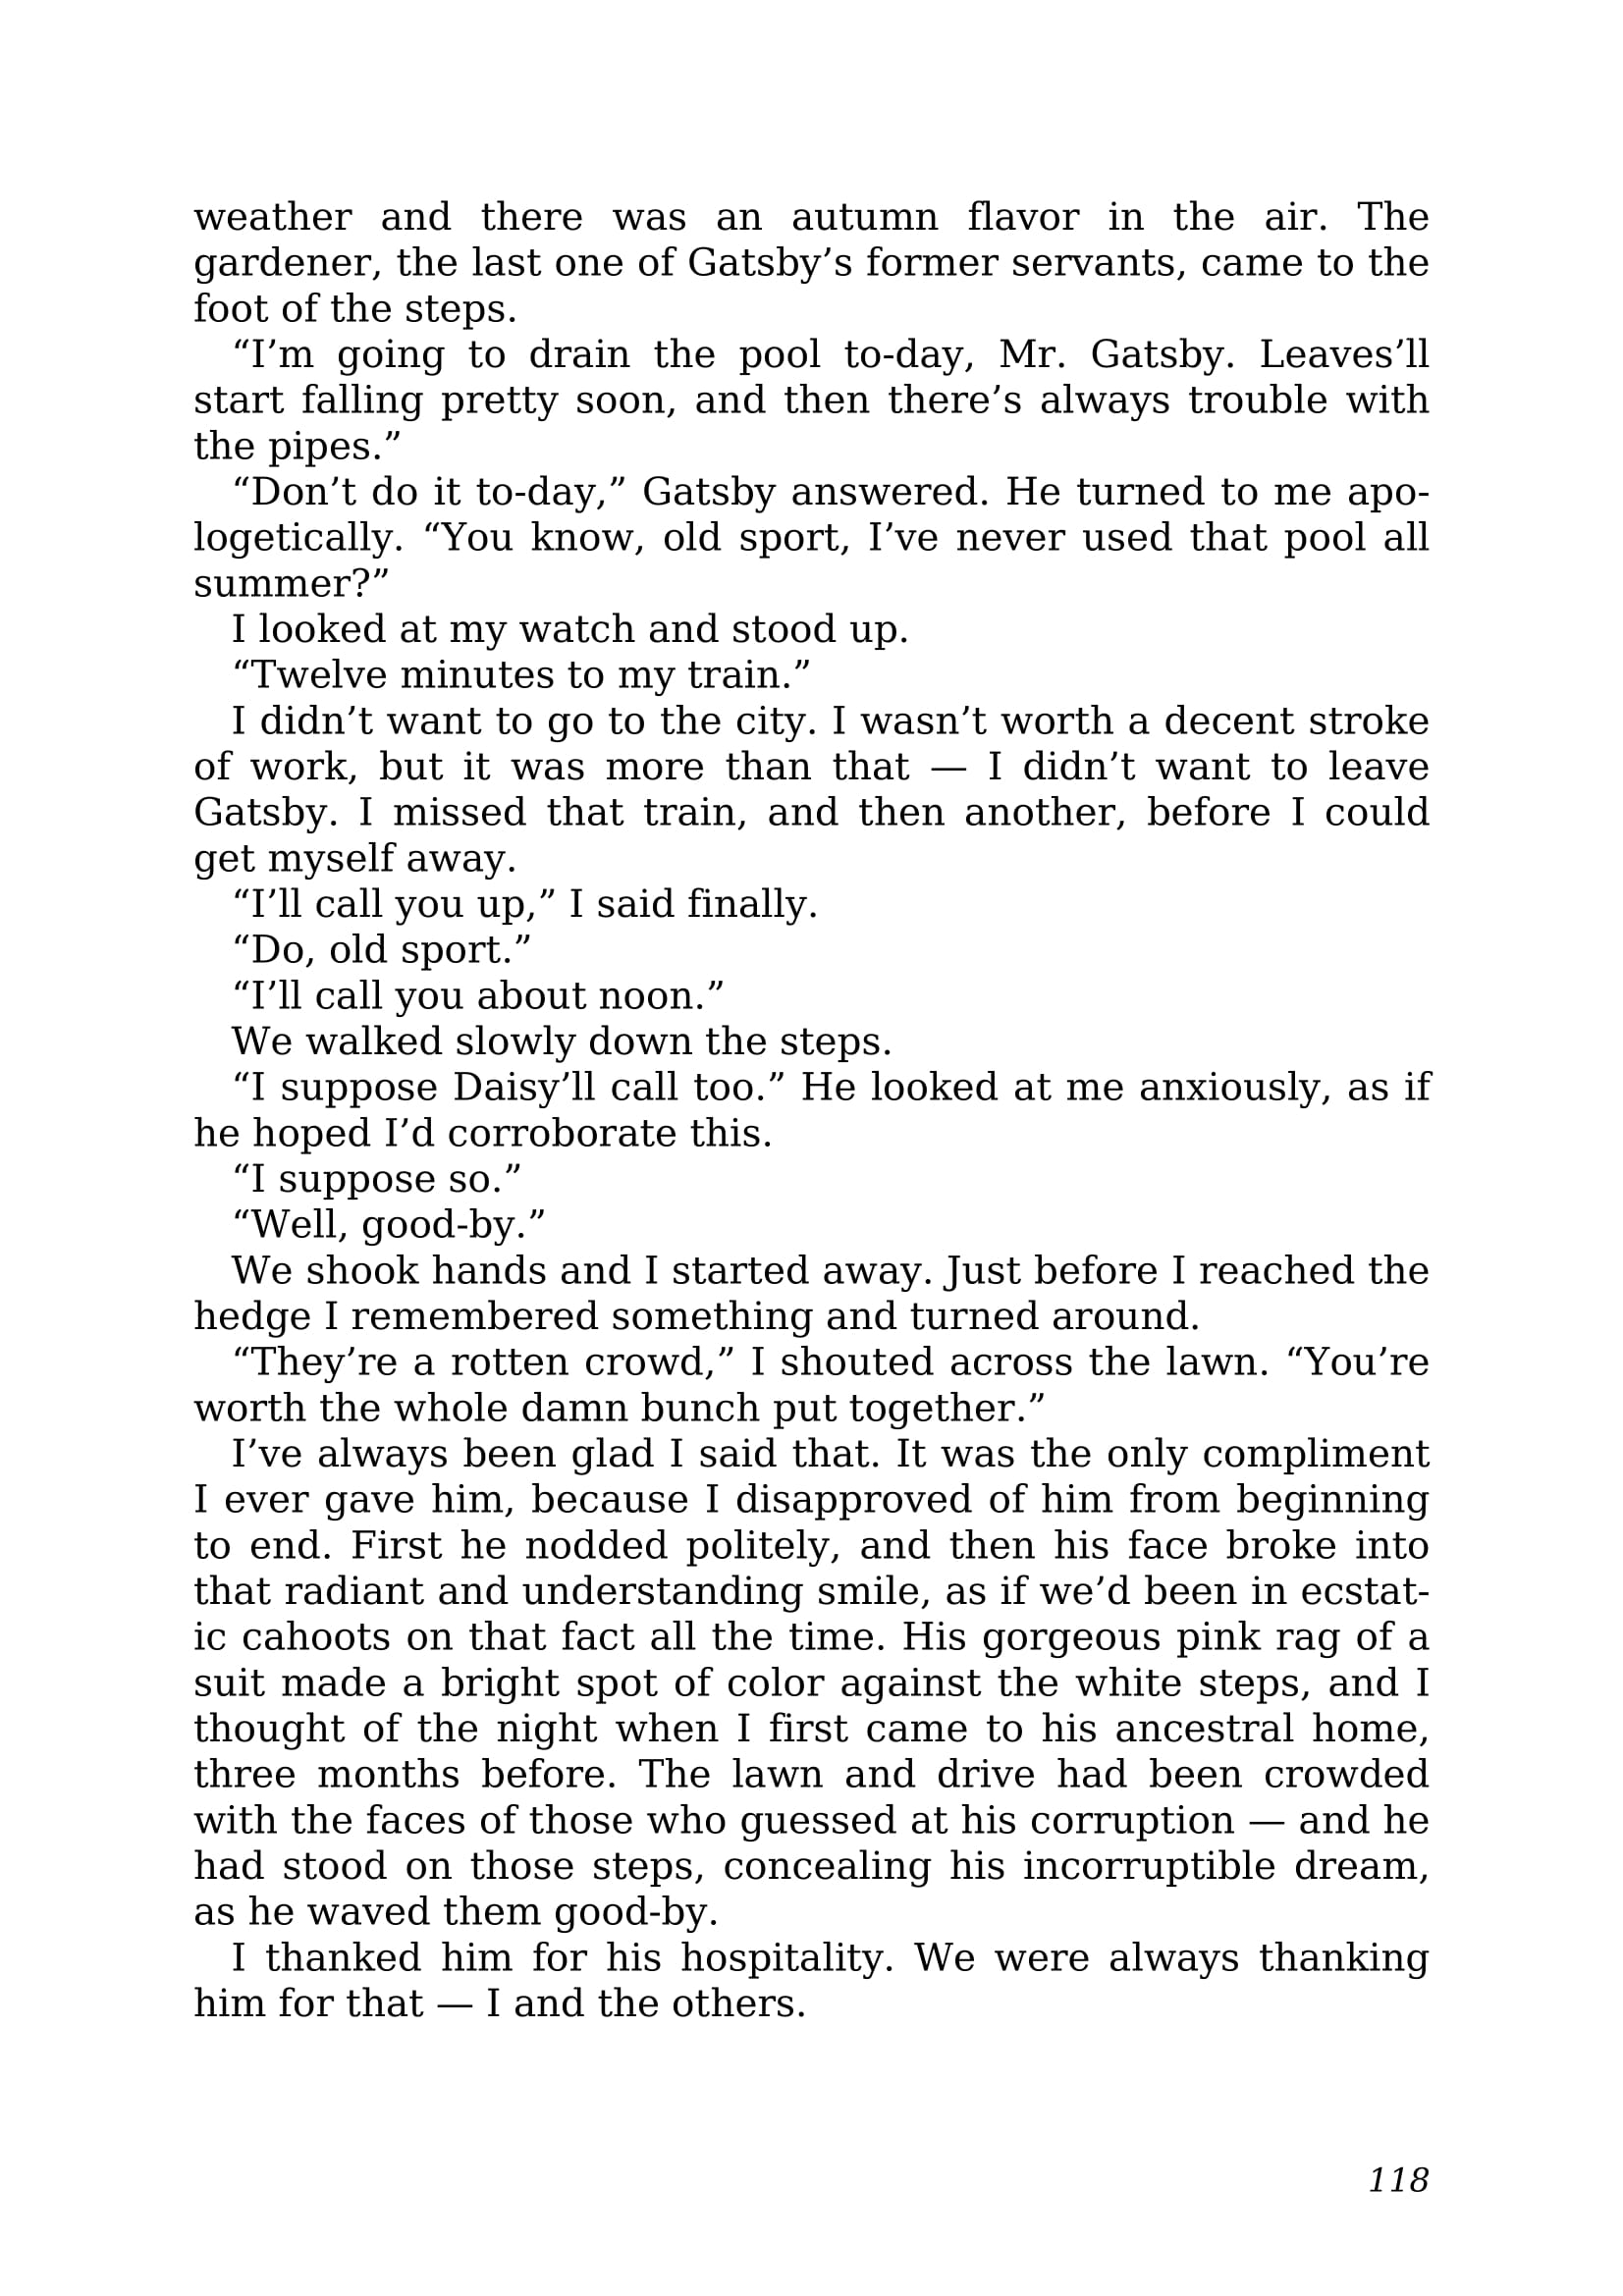 weather and there was an autumn flavor in the air. The
gardener, the last one of Gatsby’s former servants, came to the
foot of the steps.
“I’m going to drain the pool to-day, Mr. Gatsby. Leaves’ll
start falling pretty soon, and then there’s always trouble with
the pipes.”
“Don’t do it to-day,” Gatsby answered. He turned to me apo-
logetically. “You know, old sport, I’ve never used that pool all
summer?”
I looked at my watch and stood up.
“Twelve minutes to my train.”
I didn’t want to go to the city. I wasn’t worth a decent stroke
of work, but it was more than that — I didn’t want to leave
Gatsby. I missed that train, and then another, before I could
get myself away.
“I’ll call you up,” I said finally.
“Do, old sport.”
“I’ll call you about noon.”
We walked slowly down the steps.
“I suppose Daisy’ll call too.” He looked at me anxiously, as if
he hoped I’d corroborate this.
“I suppose so.”
“Well, good-by.”
We shook hands and I started away. Just before I reached the
hedge I remembered something and turned around.
“They’re a rotten crowd,” I shouted across the lawn. “You’re
worth the whole damn bunch put together.”
I’ve always been glad I said that. It was the only compliment
I ever gave him, because I disapproved of him from beginning
to end. First he nodded politely, and then his face broke into
that radiant and understanding smile, as if we’d been in ecstat-
ic cahoots on that fact all the time. His gorgeous pink rag of a
suit made a bright spot of color against the white steps, and I
thought of the night when I first came to his ancestral home,
three months before. The lawn and drive had been crowded
with the faces of those who guessed at his corruption — and he
had stood on those steps, concealing his incorruptible dream,
as he waved them good-by.
I thanked him for his hospitality. We were always thanking
him for that — I and the others.
118